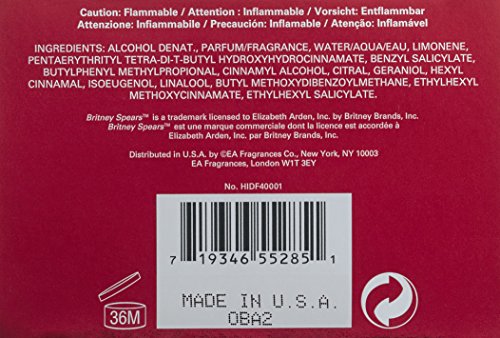 Caution: Flammable / Attention : Inflammable / Vorsicht: Entflammbar
Attenzione: Infiammabile / Precaución: Inflamable / Atenção: Inflamável
INGREDIENTS: ALCOHOL DENAT., PARFUM/FRAGRANCE, WATER/AQUA/EAU, LIMONENE,
PENTAERYTHRITYL TETRA-DI-T-BUTYL HYDROXYHYDROCINNAMATE, BENZYL SALICYLATE,
BUTYLPHENYL METHYLPROPIONAL, CINNAMYL ALCOHOL, CITRAL, GERANIOL, HEXYL
CINNAMAL, ISOEUGENOL, LINALOOL, BUTYL METHOXYDIBENZOYLMETHANE, ETHYLHEXYL
METHOXYCINNAMATE, ETHYLHEXYL SALICYLATE.
Britney Spears™ is a trademark licensed to Elizabeth Arden, Inc. by Britney Brands, Inc.
Britney Spears™ est une marque commerciale dont la licence est accordée à
Elizabeth Arden, Inc. par Britney Brands, Inc.
Distributed in U.S.A. by ©EA Fragrances Co., New York, NY 10003
EA Fragrances, London W1T 3EY
No. HIDF40001
7 19346 55285 1
MADE IN U.S.A.
OBA2
36M